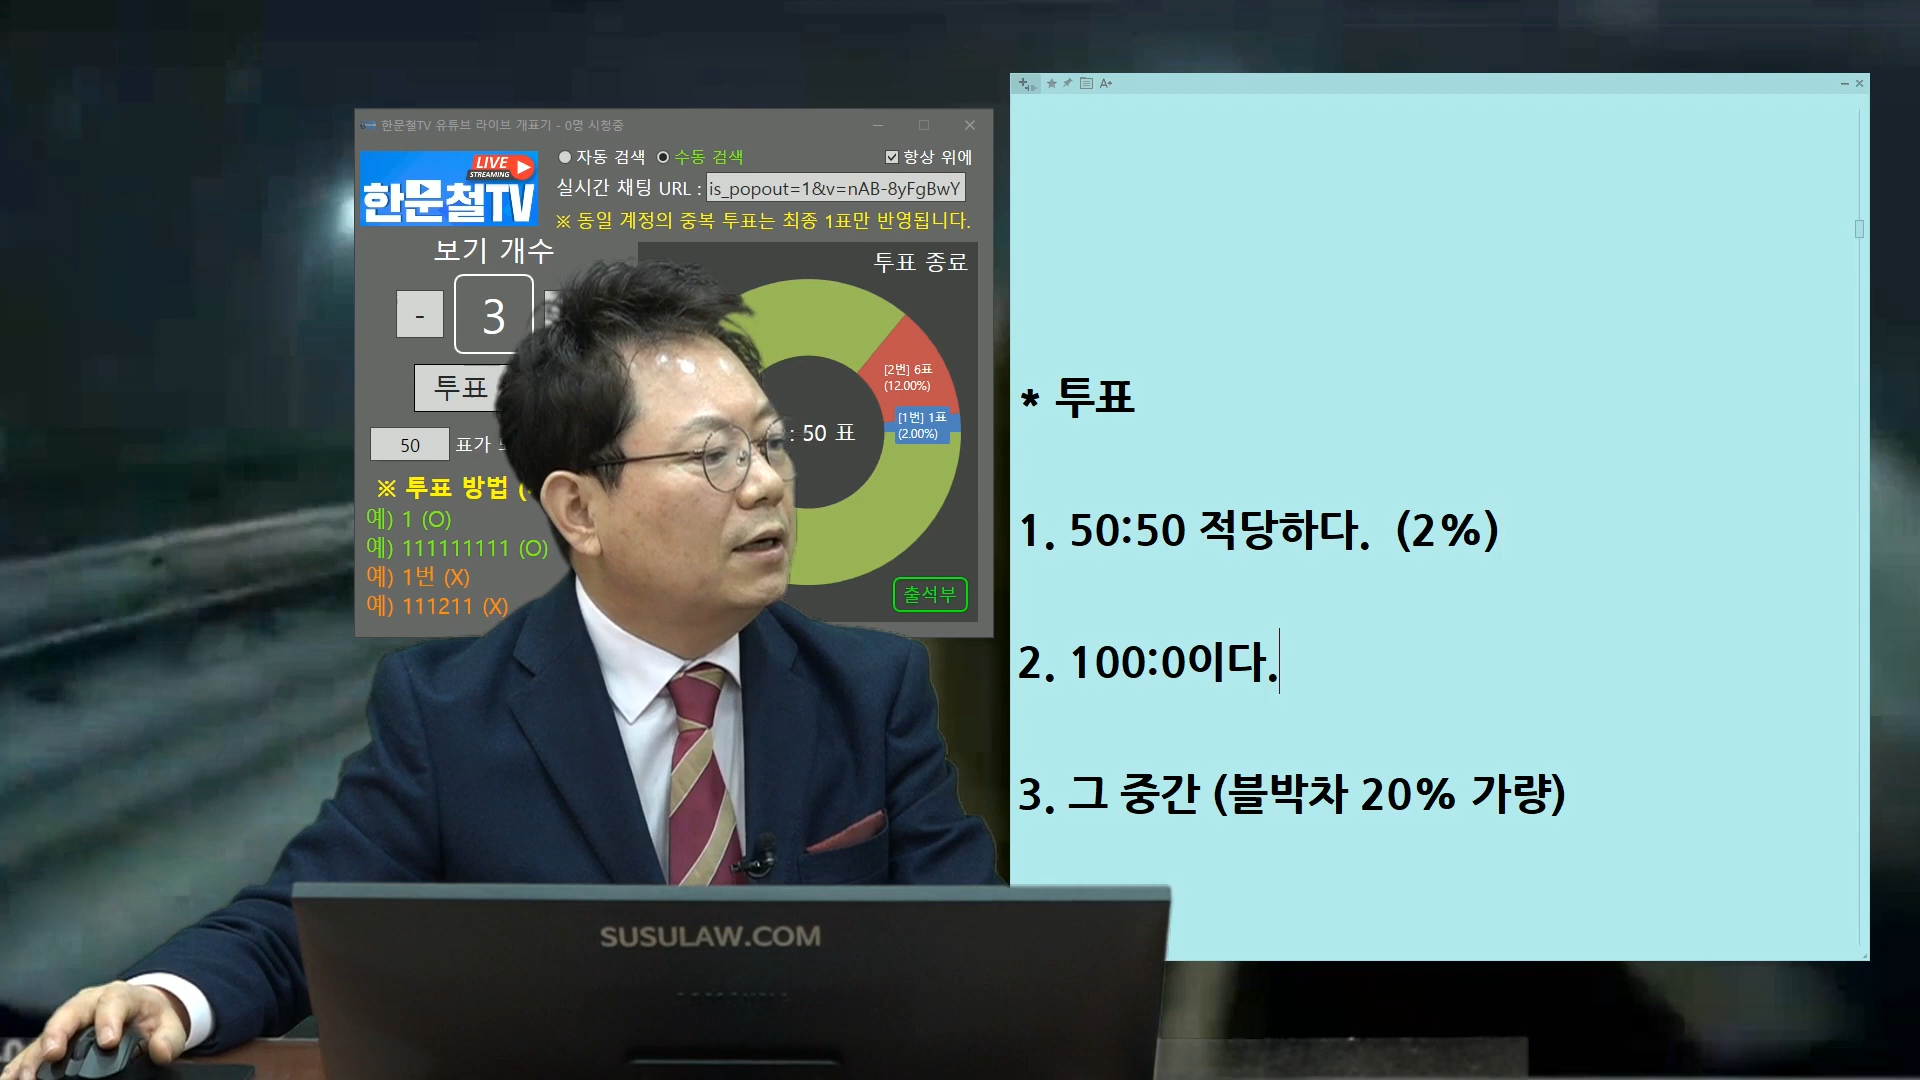 한문철TV 유튜브 라이브 개표기 - 0명 시청중
LIVE
STREAMING
한문철TV
자동 검색 수동 검색 항상 위에
실시간 채팅 URL : is_popout=1&v=nAB-8yFgBwY
※ 동일 계정의 중복 투표는 최종 1표만 반영됩니다.
보기 개수
- 3
투표
50 표가
※ 투표 방법 (
예) 1 (O)
예) 111111111 (O)
예) 1번 (X)
예) 111211 (X)
투표 종료
[2번] 6표
(12.00%)
[1번] 1표
(2.00%)
: 50 표
출석부
* 투표
1. 50:50 적당하다. (2%)
2. 100:0이다.
3. 그 중간 (블박차 20% 가량)
SUSULAW.COM